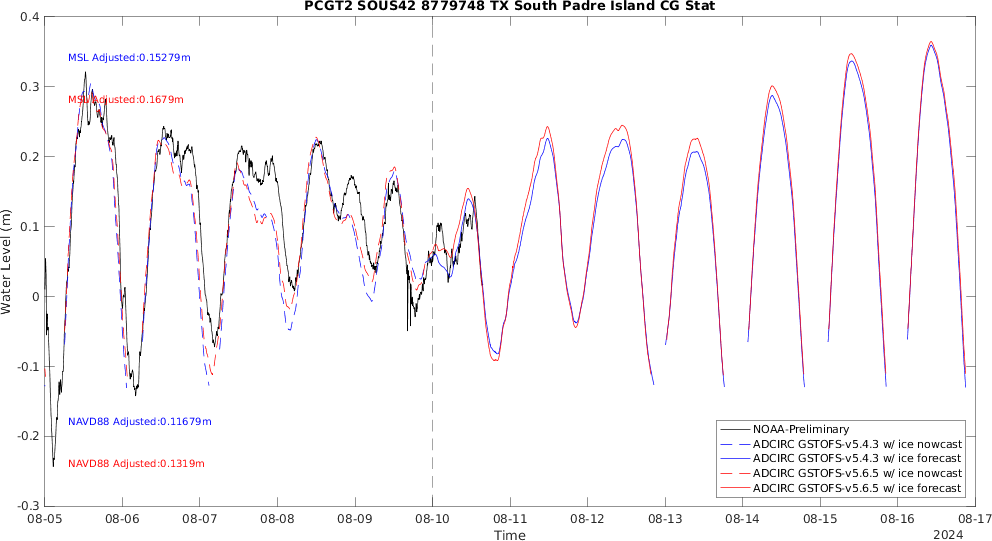 PCGT2 SOUS42 8779748 TX South Padre Island CG Stat
0.4
0.3
0.2
0.1
0
-0.1
-0.2
-0.3
Water Level (m)
MSL Adjusted:0.15279m
MSL Adjusted:0.1679m
NAVD88 Adjusted:0.11679m
NAVD88 Adjusted:0.1319m
NOAA-Preliminary
ADCIRC GSTOFS-v5.4.3 w/ ice nowcast
ADCIRC GSTOFS-v5.4.3 w/ ice forecast
ADCIRC GSTOFS-v5.6.5 w/ ice nowcast
ADCIRC GSTOFS-v5.6.5 w/ ice forecast
08-05 08-06 08-07 08-08 08-09 08-10 08-11 08-12 08-13 08-14 08-15 08-16 08-17
Time
2024